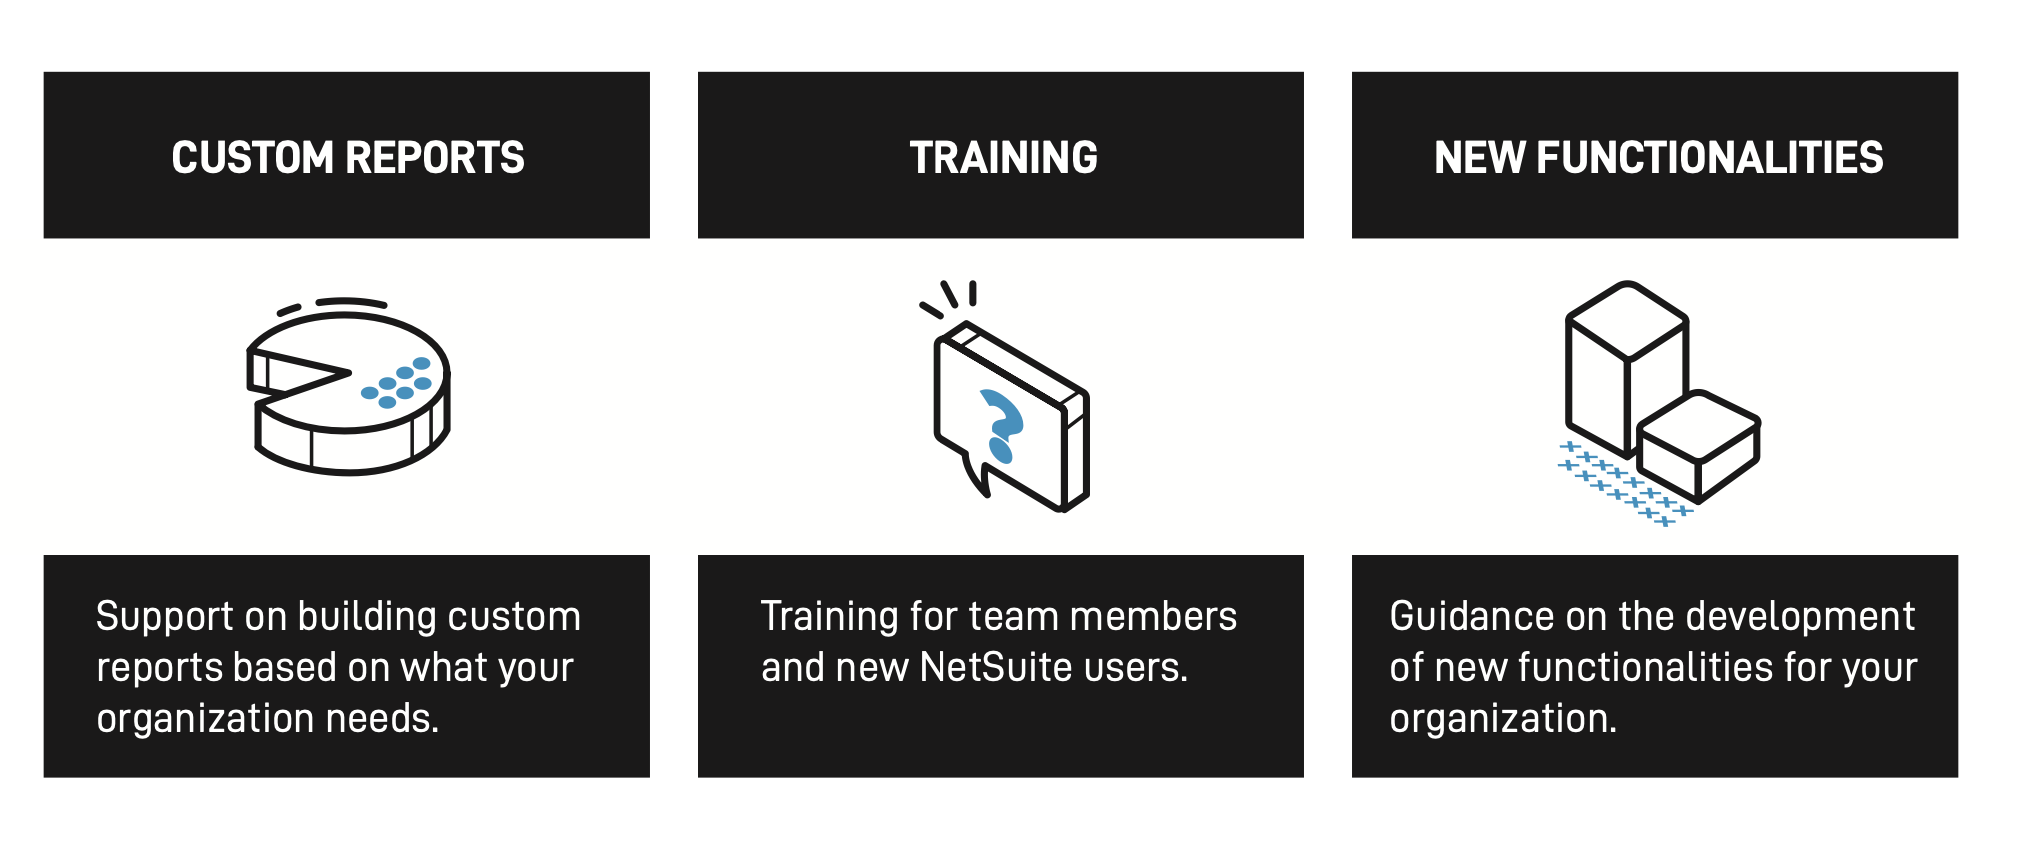 CUSTOM REPORTS
TRAINING
NEW FUNCTIONALITIES
Support on building custom
reports based on what your
organization needs.
Training for team members
and new NetSuite users.
Guidance on the development
of new functionalities for your
organization.